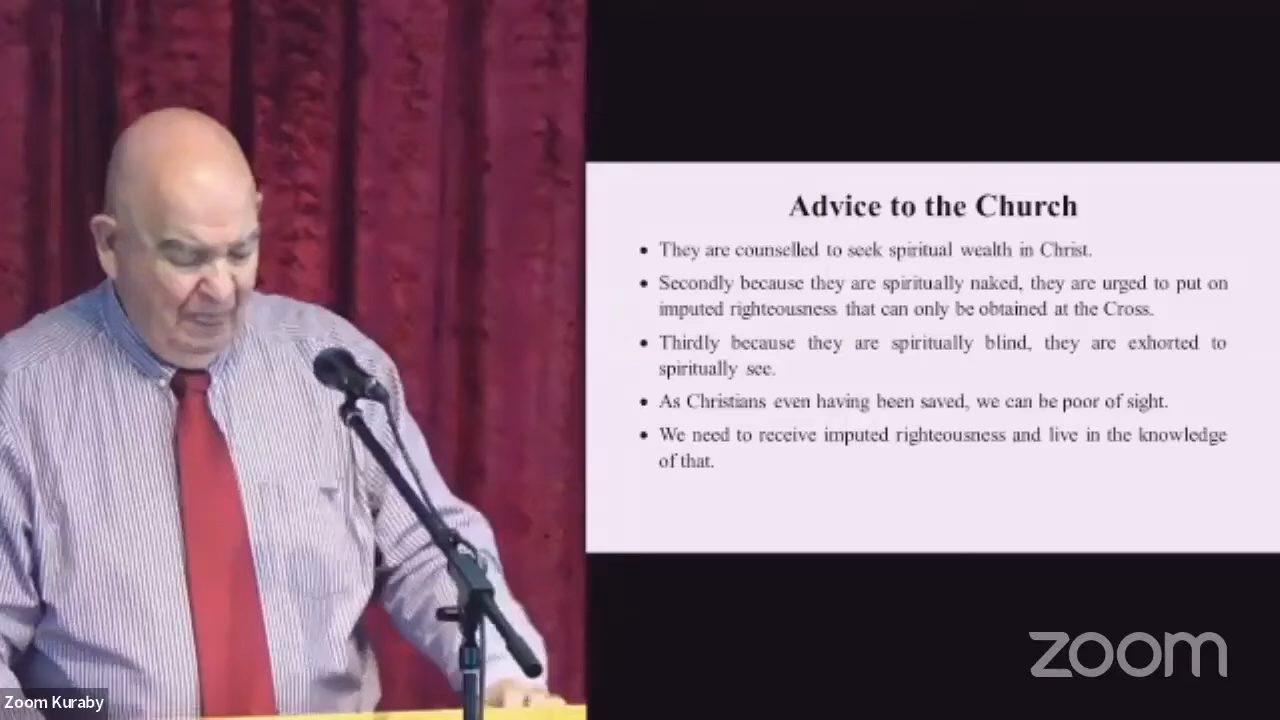 Advice to the Church
• They are counselled to seek spiritual wealth in Christ.
• Secondly because they are spiritually naked, they are urged to put on
imputed righteousness that can only be obtained at the Cross.
• Thirdly because they are spiritually blind, they are exhorted to
spiritually see.
• As Christians even having been saved, we can be poor of sight.
• We need to receive imputed righteousness and live in the knowledge
of that.
zoom
Zoom Kuraby